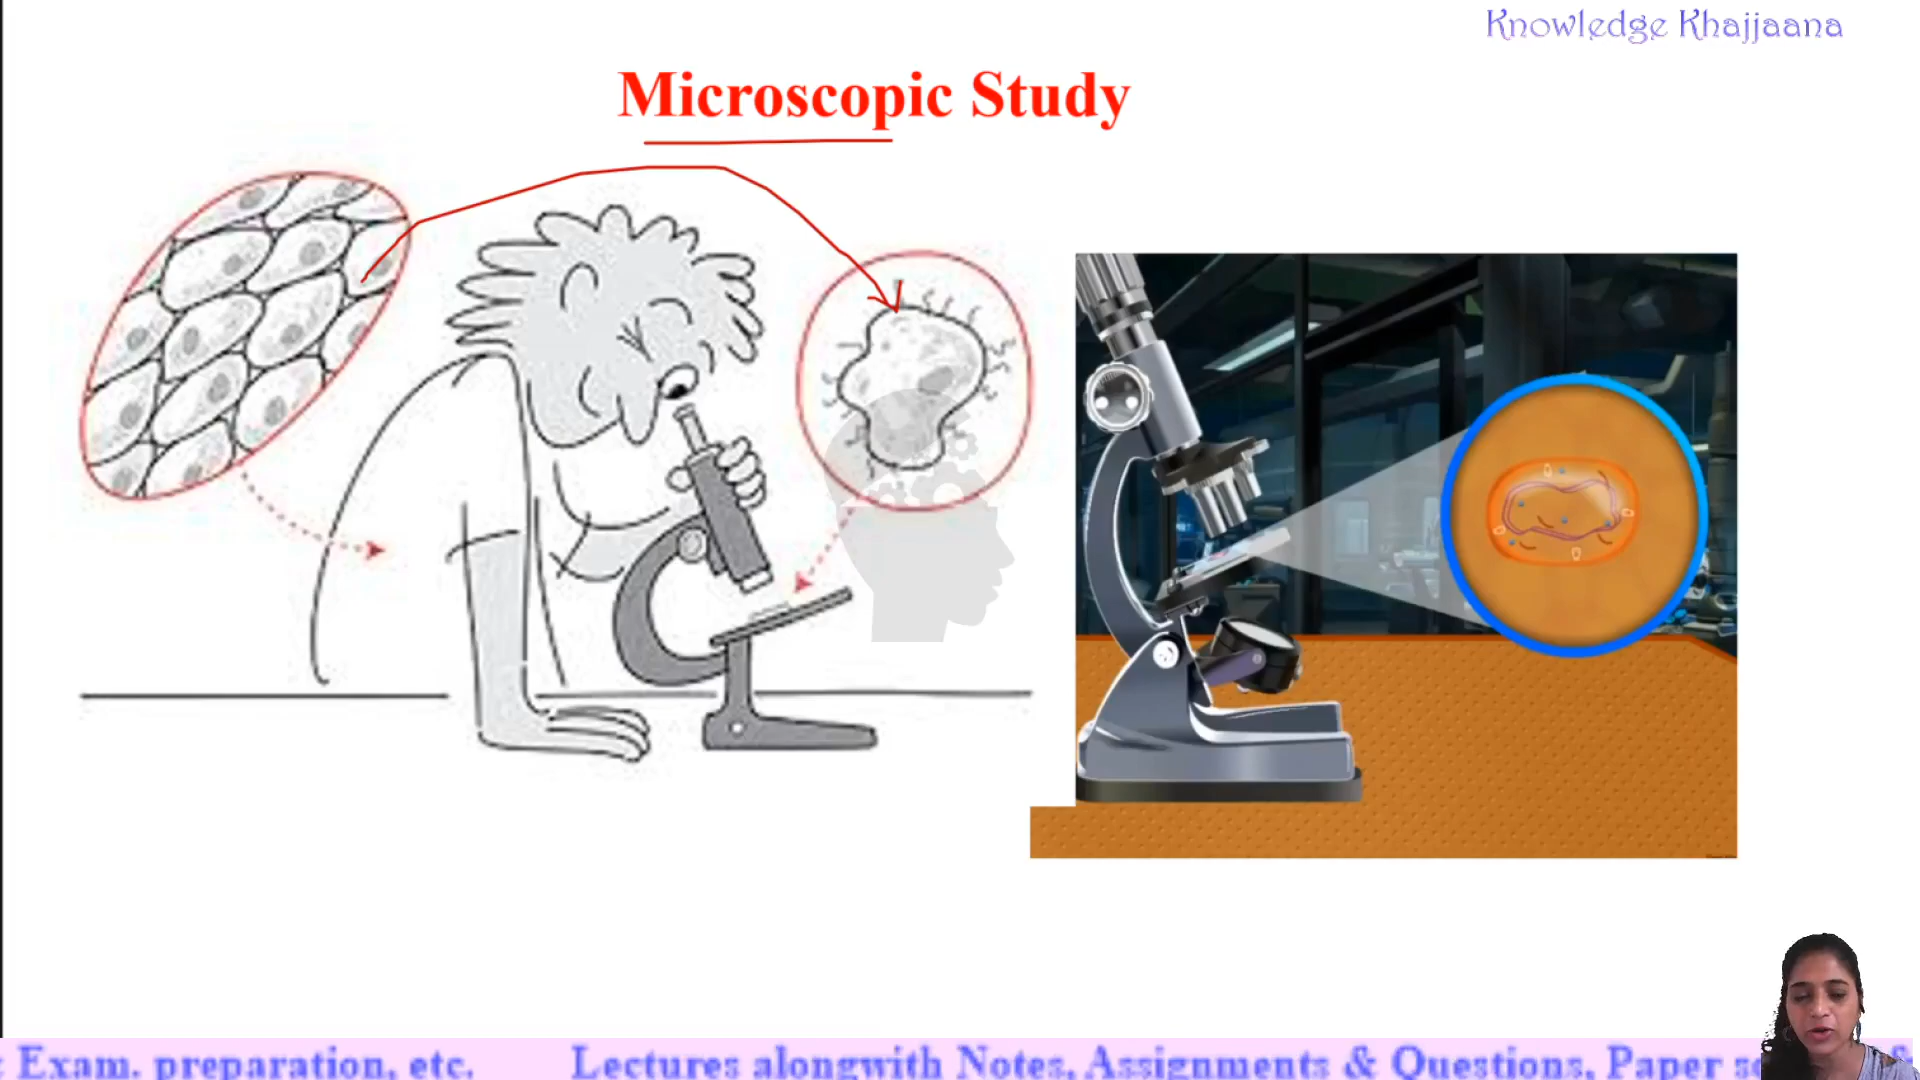 Knowledge Khajjaana
Microscopic Study
Exam. preparation, etc. Lectures alongwith Notes, Assignments & Questions, Paper